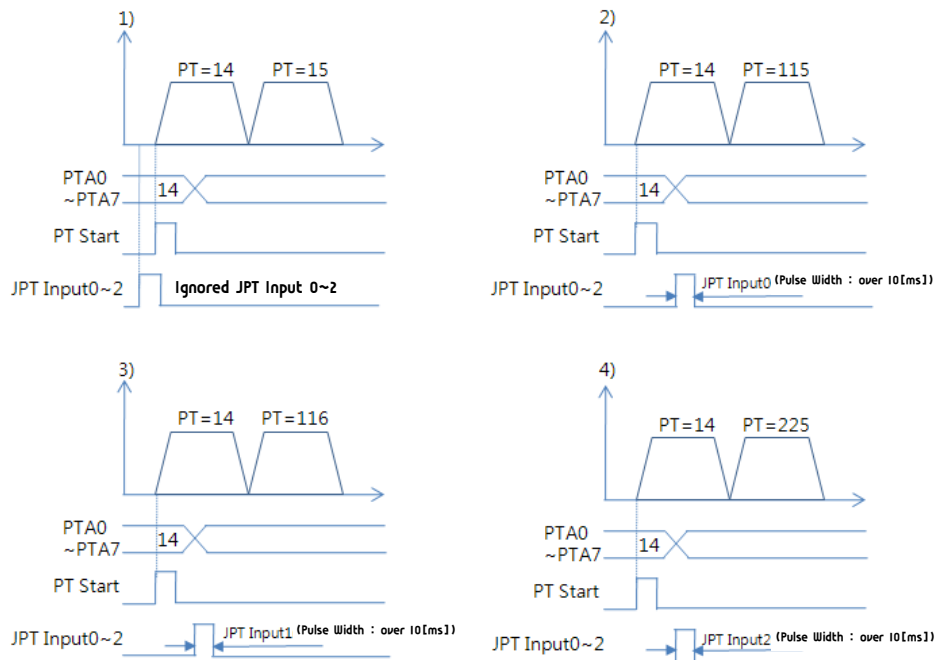 1)
PT=14 PT=15
PTA0
~PTA7
14
PT Start
JPT Input0~2
Ignored JPT Input 0~2
2)
PT=14 PT=115
PTA0
~PTA7
14
PT Start
JPT Input0~2
JPT Input0 (Pulse Width : over 10[ms])
3)
PT=14 PT=116
PTA0
~PTA7
14
PT Start
JPT Input0~2
JPT Input1 (Pulse Width : over 10[ms])
4)
PT=14 PT=225
PTA0
~PTA7
14
PT Start
JPT Input0~2
JPT Input2 (Pulse Width : over 10[ms])